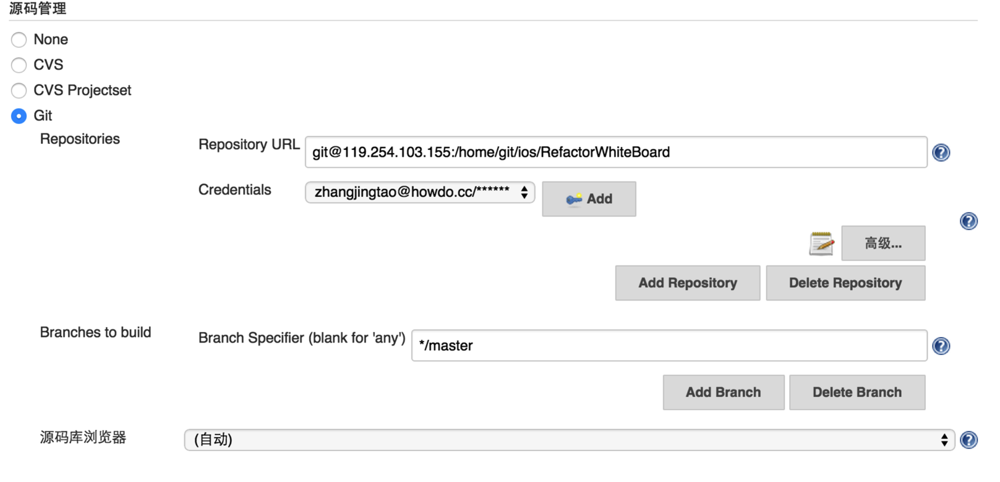 源码管理
None
CVS
CVS Projectset
Git
Repositories
Repository URL git@119.254.103.155:/home/git/ios/RefactorWhiteBoard
Credentials zhangjingtao@howdo.cc/****** Add
高级...
Add Repository Delete Repository
Branches to build
Branch Specifier (blank for 'any') */master
Add Branch Delete Branch
源码库浏览器 (自动)